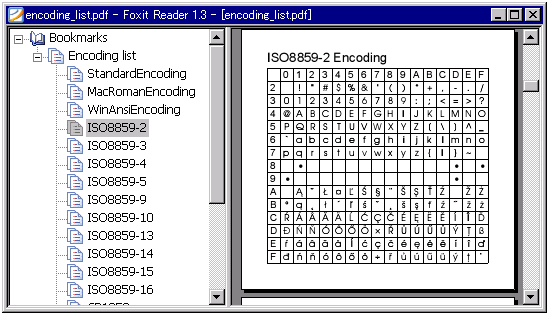 encoding_list.pdf - Foxit Reader 1.3 - [encoding_list.pdf]
Bookmarks
Encoding list
StandardEncoding
MacRomanEncoding
WinAnsiEncoding
ISO8859-2
ISO8859-3
ISO8859-4
ISO8859-5
ISO8859-9
ISO8859-10
ISO8859-13
ISO8859-14
ISO8859-15
ISO8859-16
ISO8859-2 Encoding
0 1 2 3 4 5 6 7 8 9 A B C D E F
2 ! " # $ % & ' ( ) * + , - . /
3 0 1 2 3 4 5 6 7 8 9 : ; < = > ?
4 @ A B C D E F G H I J K L M N O
5 P Q R S T U V W X Y Z [ \ ] ^ _
6 ` a b c d e f g h i j k l m n o
7 p q r s t u v w x y z { | } ~
8 • • •
9 • •
A Ą ˘ Ł ¤ Ľ Ś § ¨ Š Ş Ť Ź Ž Ż
B ° ą ˛ ł ´ ľ ś ˇ ¸ š ş ť ź ˝ ž ż
C Ŕ Á Â Ă Ä Ĺ Ć Ç Č É Ę Ë Ě Í Î Ď
D Đ Ń Ň Ó Ô Ő Ö × Ř Ů Ú Ű Ü Ý Ţ ß
E ŕ á â ă ä ĺ ć ç č é ę ë ě í î ď
F đ ń ň ó ô ő ö ÷ ř ů ú ű ü ý ţ ˙